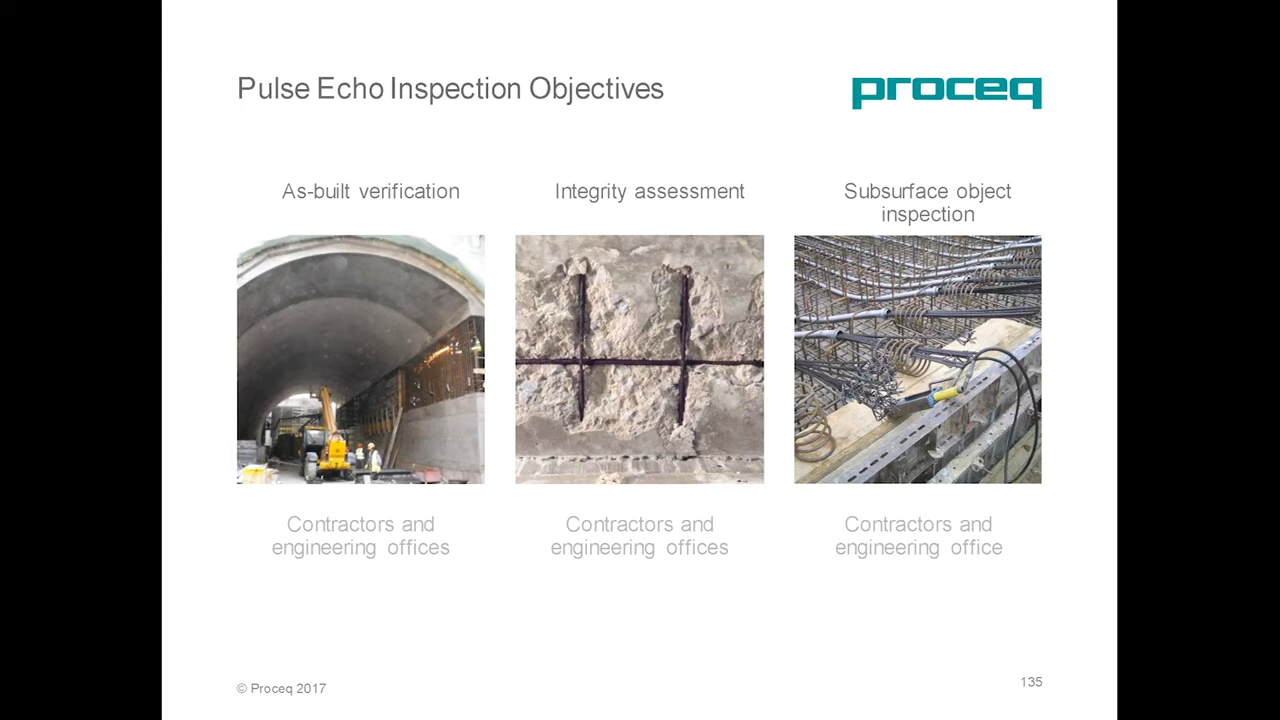 Pulse Echo Inspection Objectives
proceq
As-built verification
Integrity assessment
Subsurface object
inspection
Contractors and
engineering offices
Contractors and
engineering offices
Contractors and
engineering office
© Proceq 2017
135